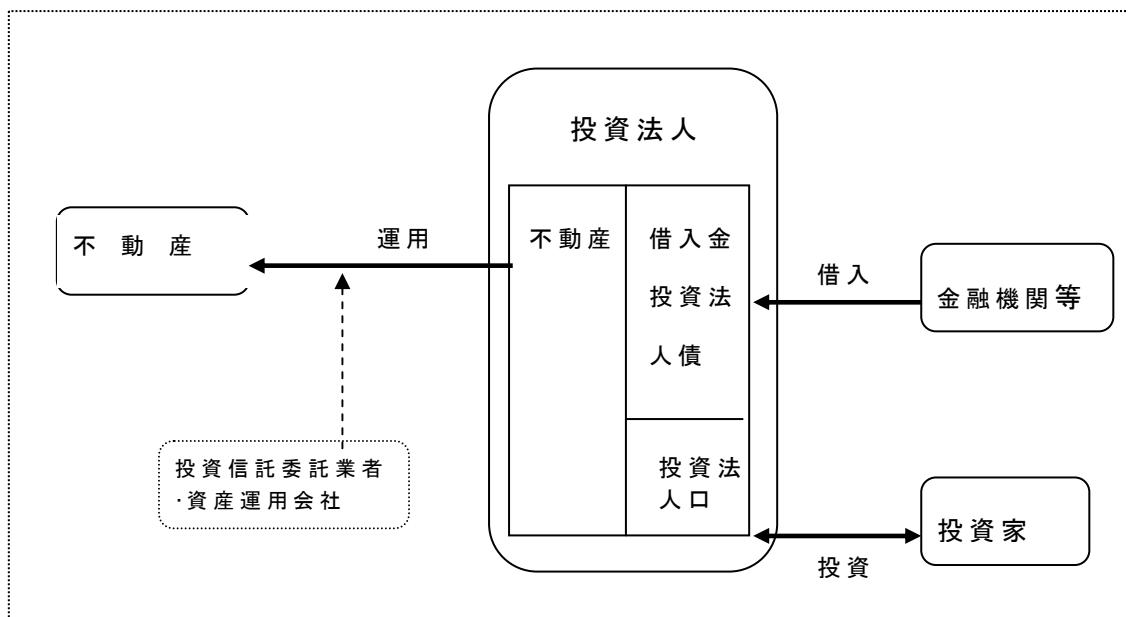 投資法人
不動産
運用
不動産
借入金
投資法
人債
借入
金融機関等
投資信託委託業者
・資産運用会社
投資法
人口
投資家
投資